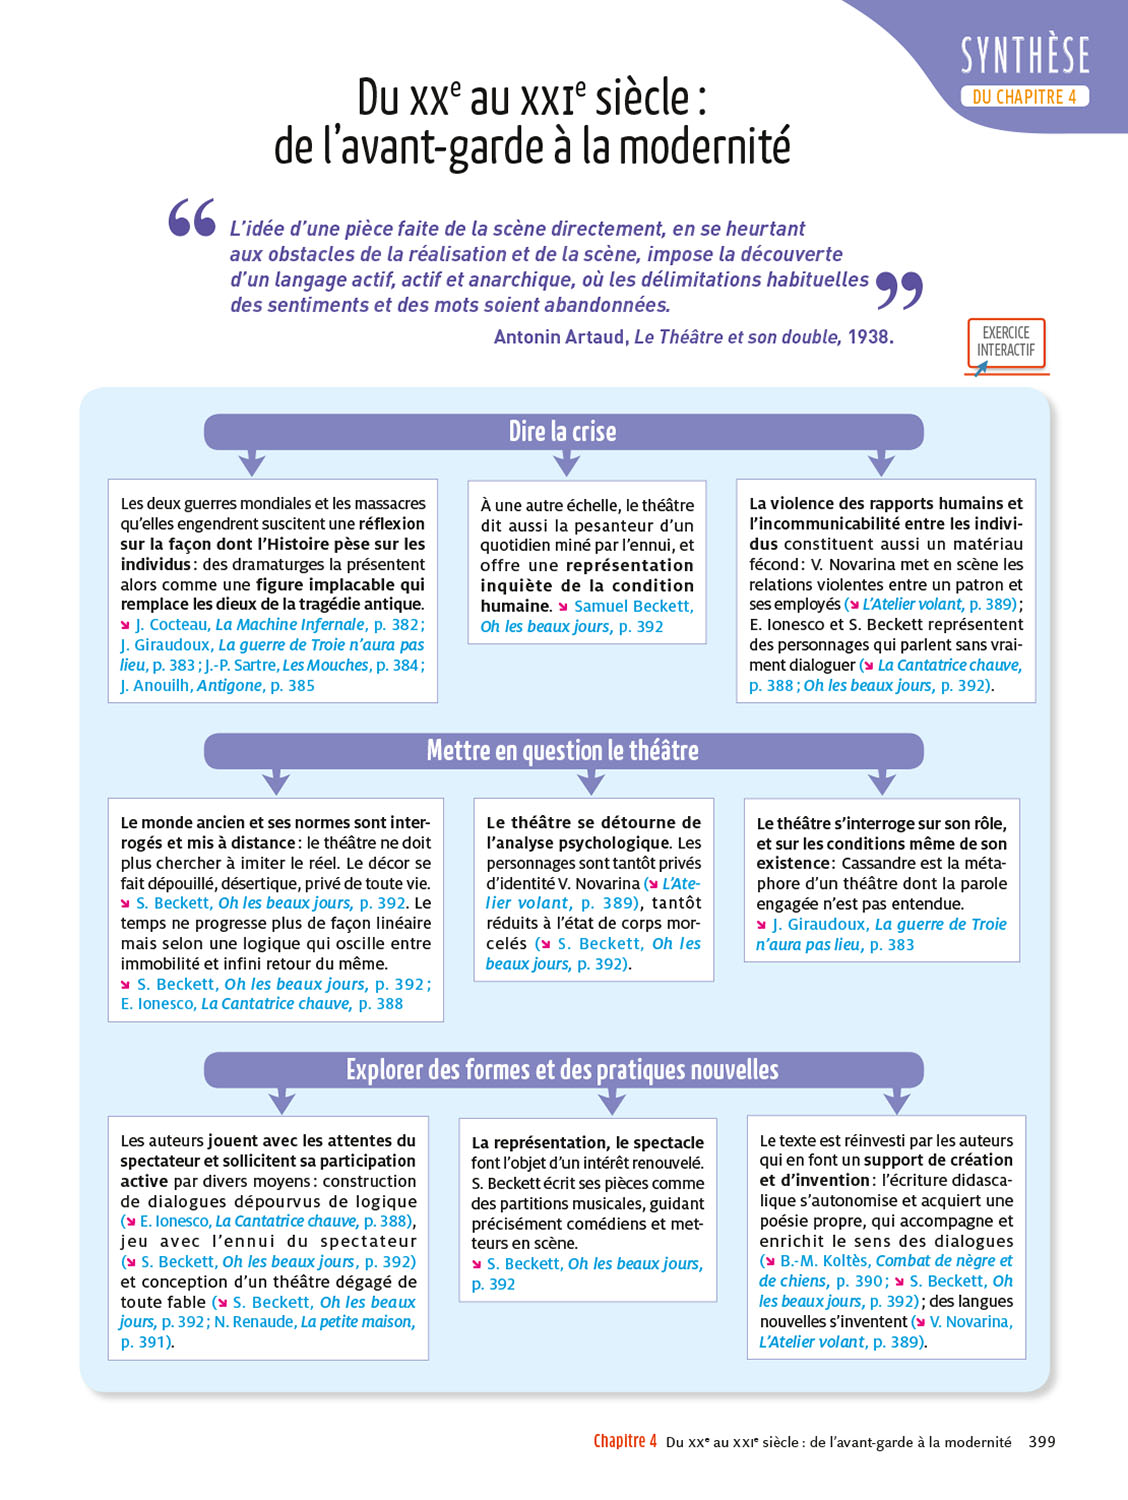 SYNTHÈSE
DU CHAPITRE 4
Du XXe au XXIe siècle :
de l’avant-garde à la modernité
“ L’idée d’une pièce faite de la scène directement, en se heurtant
aux obstacles de la réalisation et de la scène, impose la découverte
d’un langage actif, actif et anarchique, où les délimitations habituelles
des sentiments et des mots soient abandonnées. ”
Antonin Artaud, Le Théâtre et son double, 1938.
EXERCICE
INTERACTIF
Dire la crise
Les deux guerres mondiales et les massacres
qu’elles engendrent suscitent une réflexion
sur la façon dont l’Histoire pèse sur les
individus : des dramaturges la présentent
alors comme une figure implacable qui
remplace les dieux de la tragédie antique.
➘ J. Cocteau, La Machine Infernale, p. 382 ;
J. Giraudoux, La guerre de Troie n’aura pas
lieu, p. 383 ; J.-P. Sartre, Les Mouches, p. 384 ;
J. Anouilh, Antigone, p. 385
À une autre échelle, le théâtre
dit aussi la pesanteur d’un
quotidien miné par l’ennui, et
offre une représentation
inquiète de la condition
humaine. ➘ Samuel Beckett,
Oh les beaux jours, p. 392
La violence des rapports humains et
l’incommunicabilité entre les indivi-
dus constituent aussi un matériau
fécond : V. Novarina met en scène les
relations violentes entre un patron et
ses employés (➘ L’Atelier volant, p. 389) ;
E. Ionesco et S. Beckett représentent
des personnages qui parlent sans vrai-
ment dialoguer (➘ La Cantatrice chauve,
p. 388 ; Oh les beaux jours, p. 392).
Mettre en question le théâtre
Le monde ancien et ses normes sont inter-
rogés et mis à distance : le théâtre ne doit
plus chercher à imiter le réel. Le décor se
fait dépouillé, désertique, privé de toute vie.
➘ S. Beckett, Oh les beaux jours, p. 392. Le
temps ne progresse plus de façon linéaire
mais selon une logique qui oscille entre
immobilité et infini retour du même.
➘ S. Beckett, Oh les beaux jours, p. 392 ;
E. Ionesco, La Cantatrice chauve, p. 388
Le théâtre se détourne de
l’analyse psychologique. Les
personnages sont tantôt privés
d’identité V. Novarina (➘ L’Ate-
lier volant, p. 389), tantôt
réduits à l’état de corps mor-
celés (➘ S. Beckett, Oh les
beaux jours, p. 392).
Le théâtre s’interroge sur son rôle,
et sur les conditions même de son
existence : Cassandre est la méta-
phore d’un théâtre dont la parole
engagée n’est pas entendue.
➘ J. Giraudoux, La guerre de Troie
n’aura pas lieu, p. 383
Explorer des formes et des pratiques nouvelles
Les auteurs jouent avec les attentes du
spectateur et sollicitent sa participation
active par divers moyens : construction
de dialogues dépourvus de logique
(➘ E. Ionesco, La Cantatrice chauve, p. 388),
jeu avec l’ennui du spectateur
(➘ S. Beckett, Oh les beaux jours, p. 392)
et conception d’un théâtre dégagé de
toute fable (➘ S. Beckett, Oh les beaux
jours, p. 392 ; N. Renaude, La petite maison,
p. 391).
La représentation, le spectacle
font l’objet d’un intérêt renouvelé.
S. Beckett écrit ses pièces comme
des partitions musicales, guidant
précisément comédiens et met-
teurs en scène.
➘ S. Beckett, Oh les beaux jours,
p. 392
Le texte est réinvesti par les auteurs
qui en font un support de création
et d’invention : l’écriture didasca-
lique s’autonomise et acquiert une
poésie propre, qui accompagne et
enrichit le sens des dialogues
(➘ B.-M. Koltès, Combat de nègre et
de chiens, p. 390 ; ➘ S. Beckett, Oh
les beaux jours, p. 392) ; des langues
nouvelles s’inventent (➘ V. Novarina,
L’Atelier volant, p. 389).
Chapitre 4 Du XXe au XXIe siècle : de l’avant-garde à la modernité 399